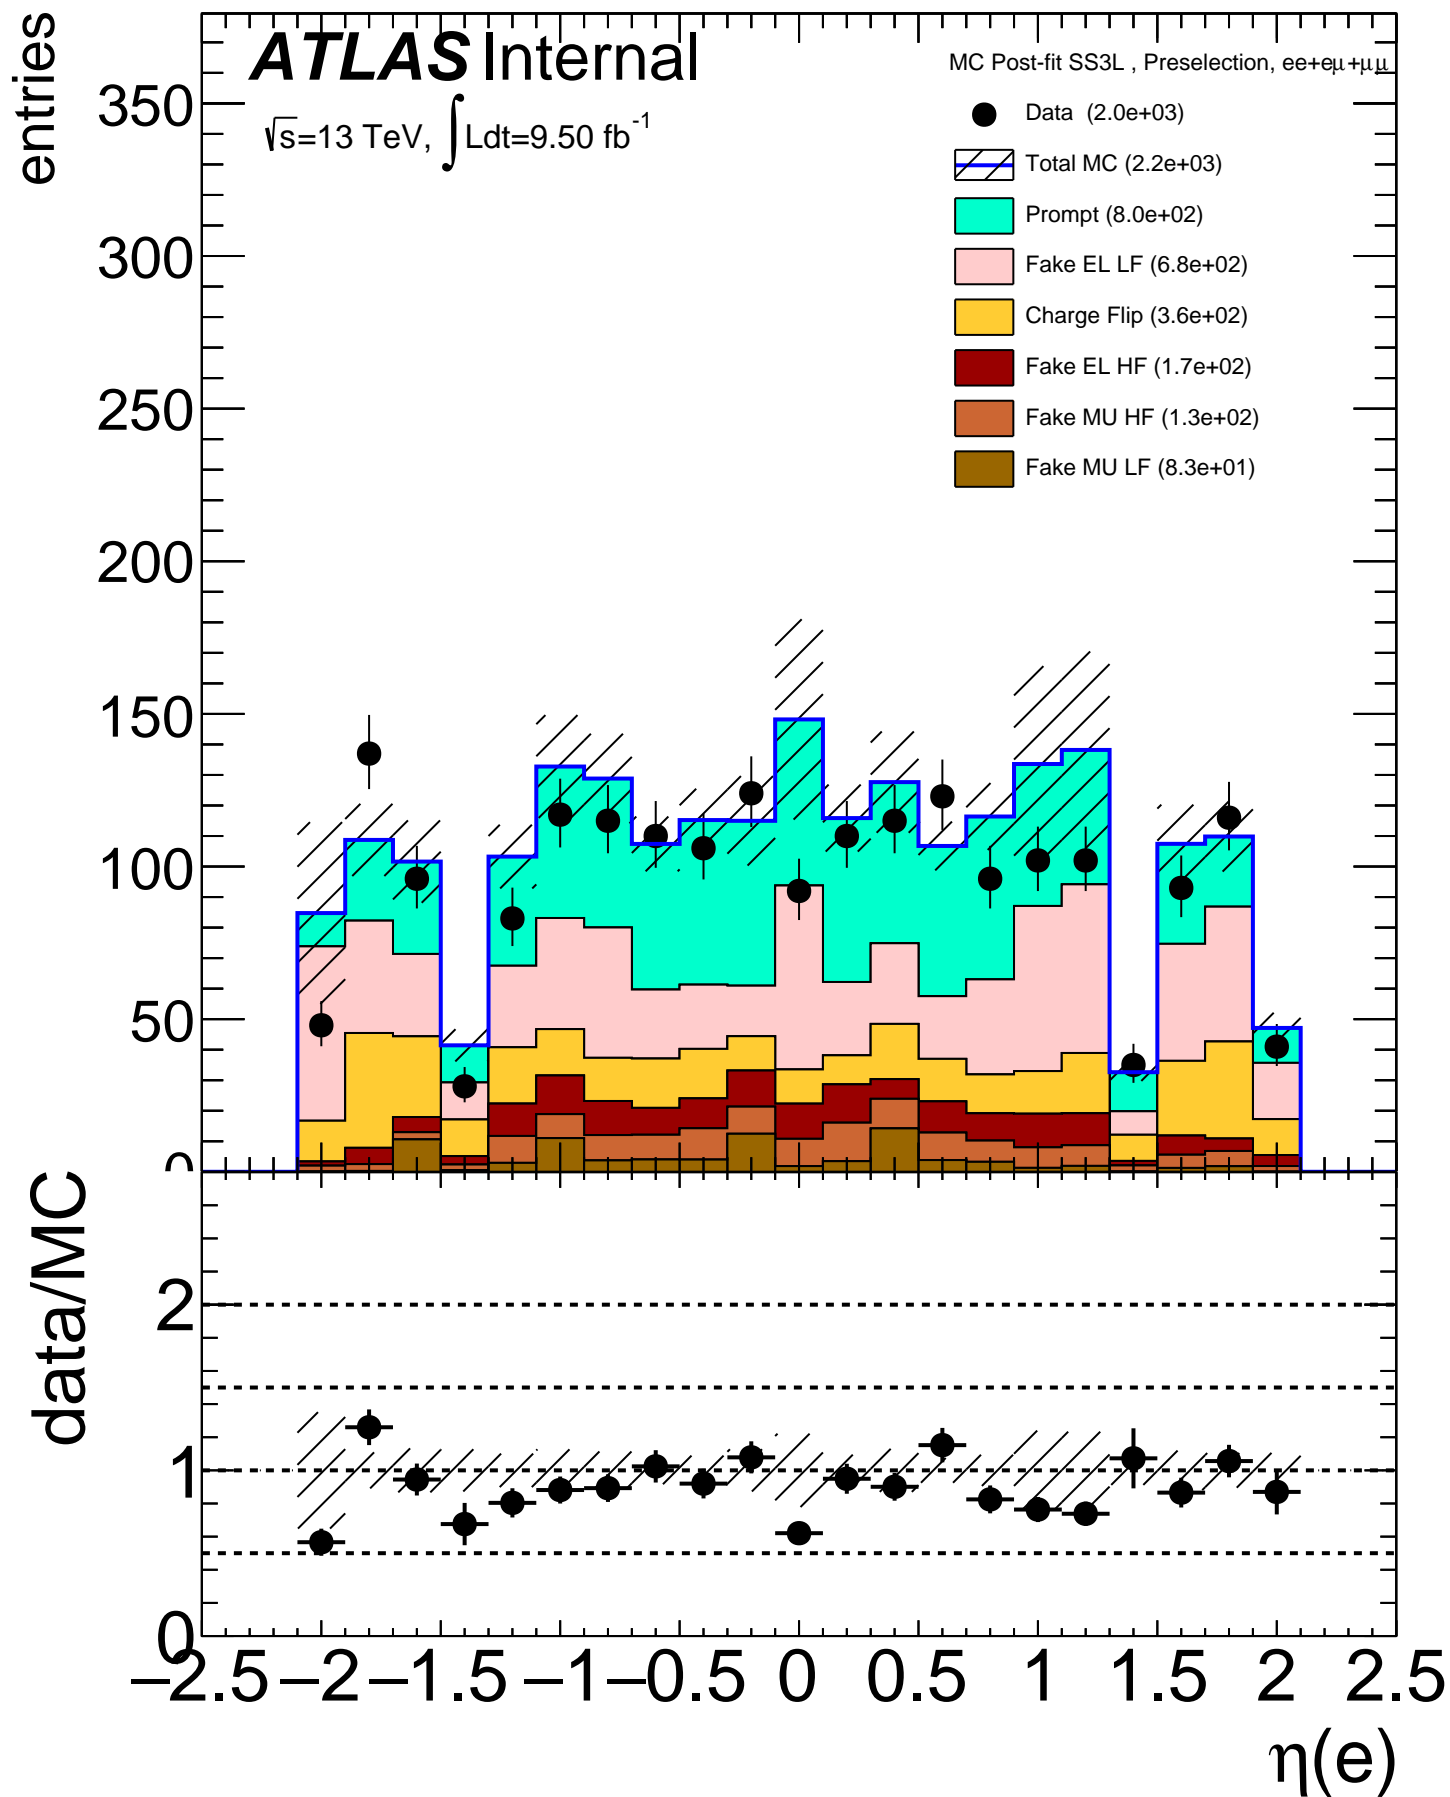 entries
ATLAS Internal
√s=13 TeV, ∫Ldt=9.50 fb⁻¹
MC Post-fit SS3L , Preselection, ee+eμ+μμ
Data (2.0e+03)
Total MC (2.2e+03)
Prompt (8.0e+02)
Fake EL LF (6.8e+02)
Charge Flip (3.6e+02)
Fake EL HF (1.7e+02)
Fake MU HF (1.3e+02)
Fake MU LF (8.3e+01)
350
300
250
200
150
100
50
0
data/MC
2
1
0
−2.5 −2 −1.5 −1 −0.5 0 0.5 1 1.5 2 2.5
η(e)